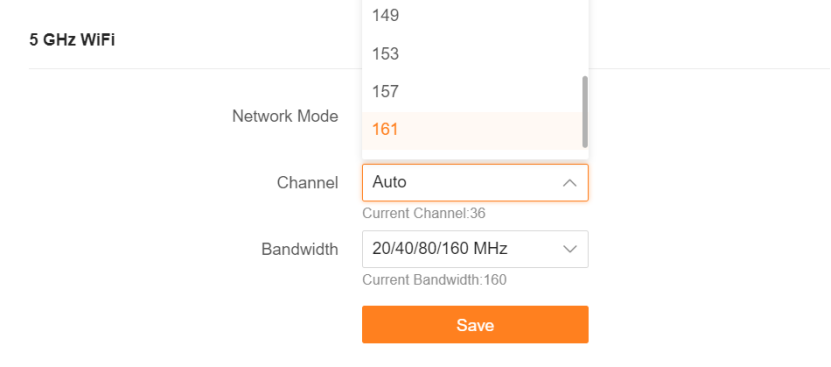 149
5 GHz WiFi
153
157
Network Mode
161
Channel
Auto
Current Channel:36
Bandwidth
20/40/80/160 MHz
Current Bandwidth:160
Save